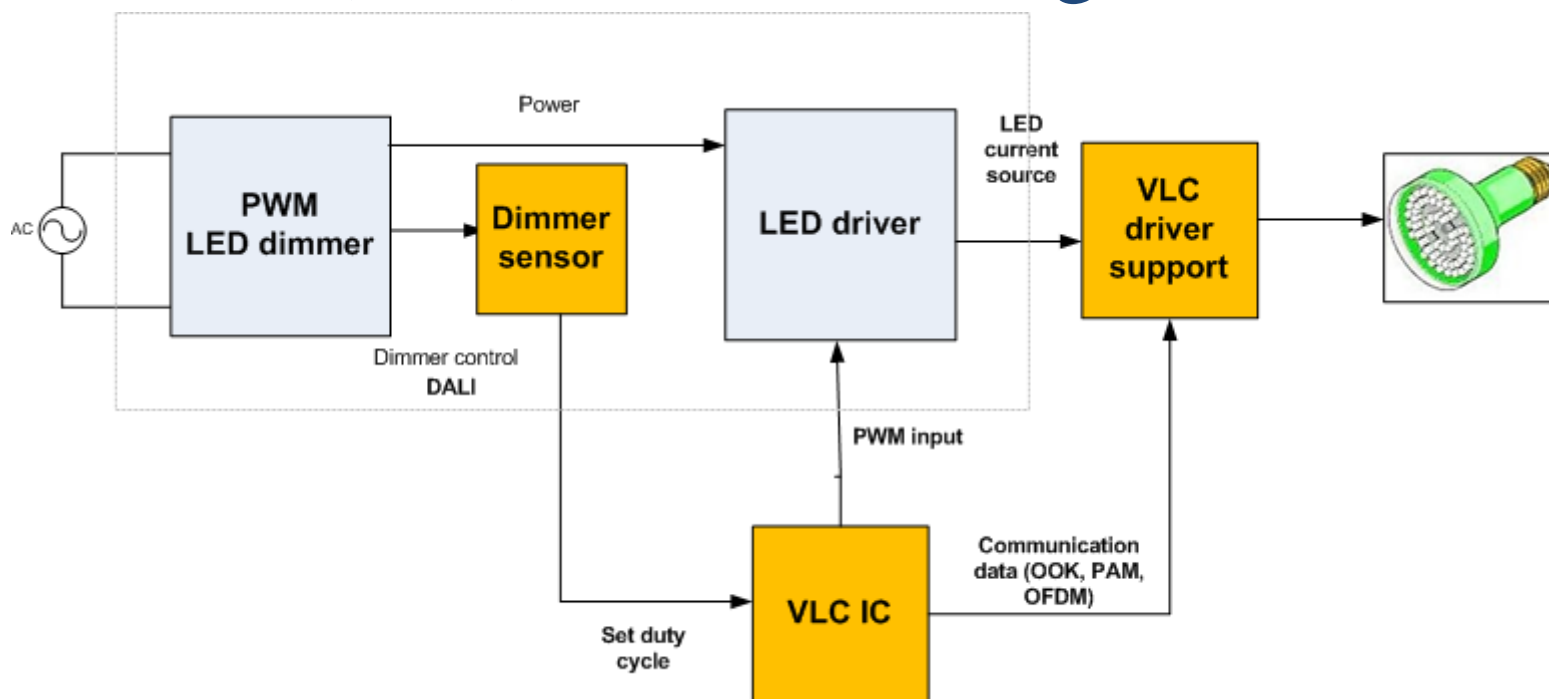 Power
LED
current
source
AC
PWM
LED dimmer
Dimmer
sensor
LED driver
VLC
driver
support
Dimmer control
DALI
PWM input
Communication
data (OOK, PAM,
OFDM)
VLC IC
Set duty
cycle